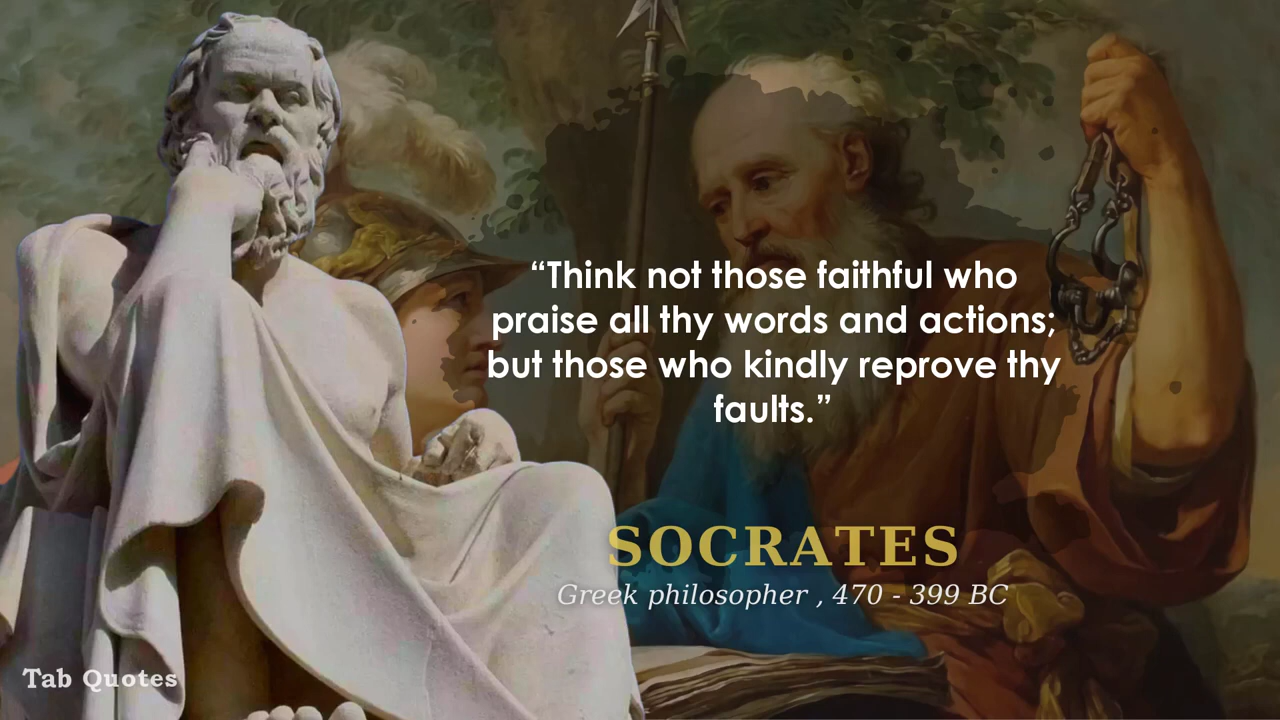 “Think not those faithful who
praise all thy words and actions;
but those who kindly reprove thy
faults.”
SOCRATES
Greek philosopher , 470 - 399 BC
Tab Quotes